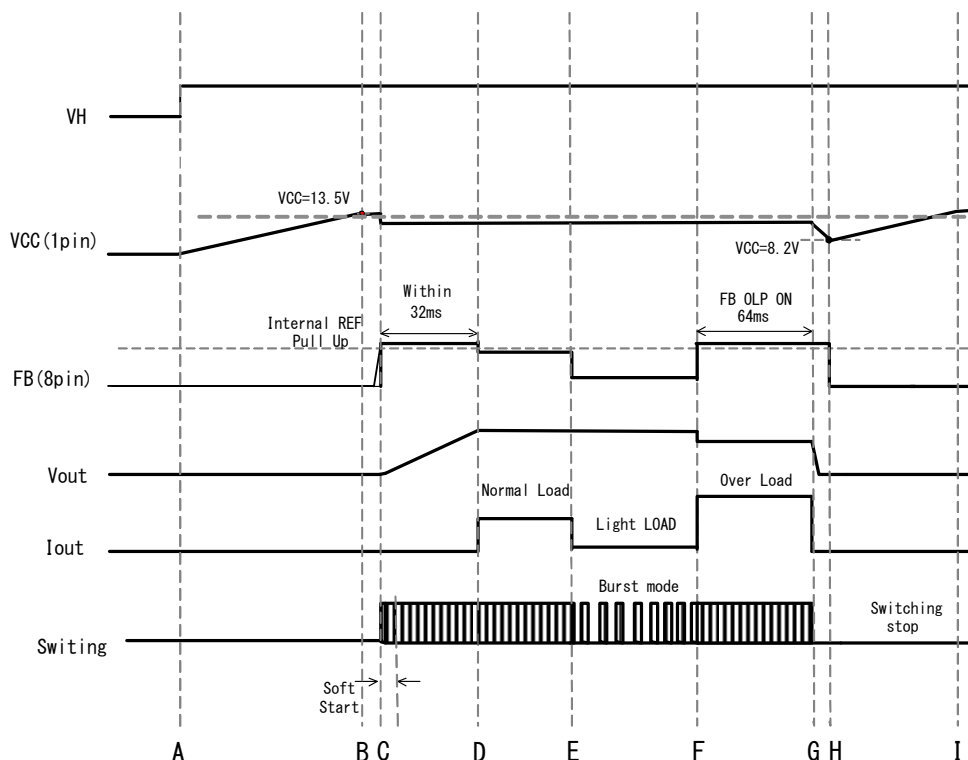 VH
VCC=13.5V
VCC(1pin)
VCC=8.2V
Within
32ms
FB OLP ON
64ms
Internal REF
Pull Up
FB(8pin)
Vout
Normal Load
Over Load
Light LOAD
Iout
Burst mode
Switing
Switching
stop
Soft
Start
A B C D E F G H I